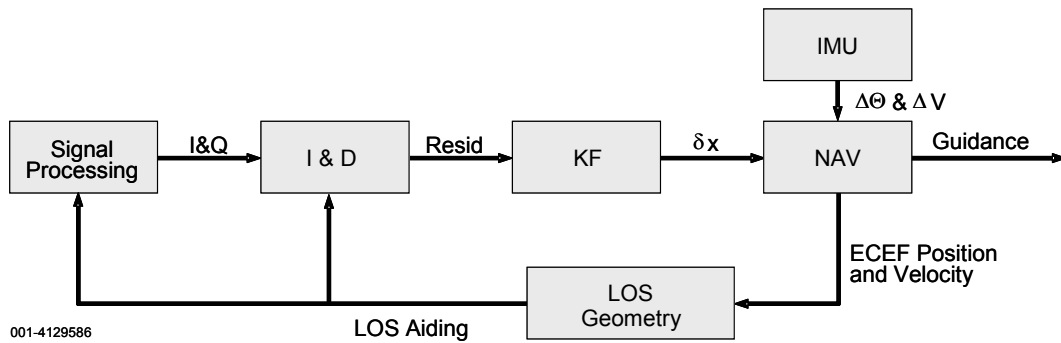 IMU
ΔΘ & ΔV
Signal
Processing
I&Q
I & D
Resid
KF
δx
NAV
Guidance
ECEF Position
and Velocity
LOS
Geometry
LOS Aiding
001-4129586